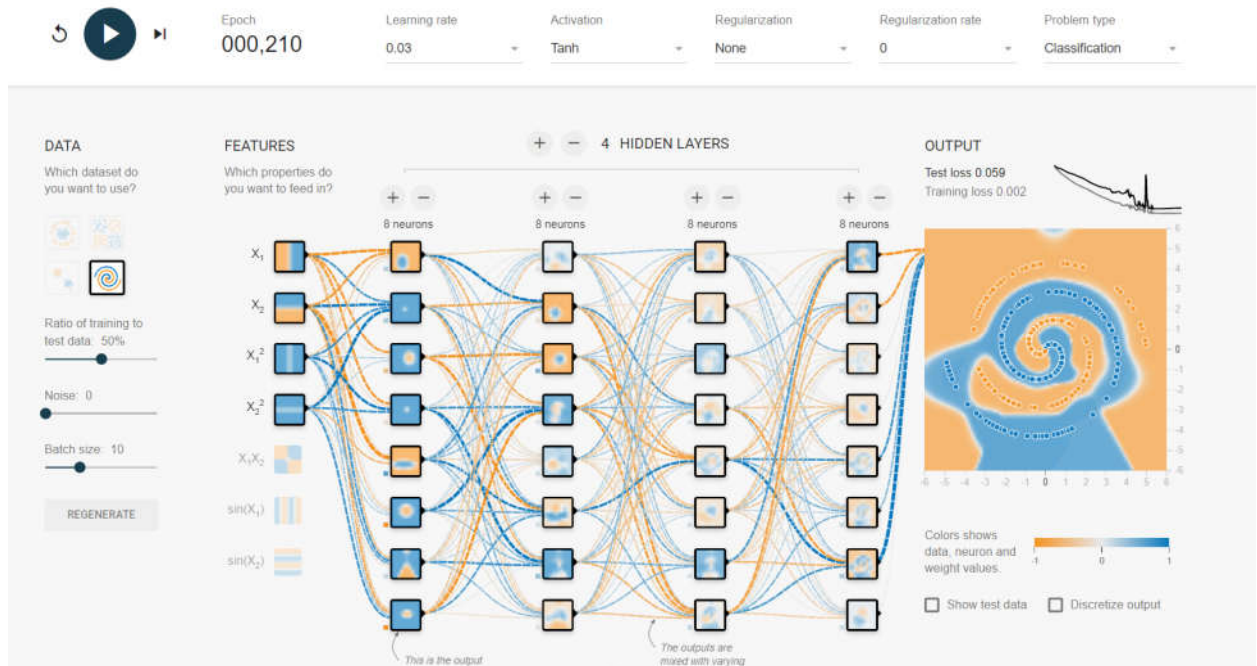 Epoch
000,210
Learning rate
0.03
Activation
Tanh
Regularization
None
Regularization rate
0
Problem type
Classification
DATA
Which dataset do
you want to use?
Ratio of training to
test data: 50%
Noise: 0
Batch size: 10
REGENERATE
FEATURES
Which properties do
you want to feed in?
X₁
X₂
X₁²
X₂²
X₁X₂
sin(X₁)
sin(X₂)
+ − 4 HIDDEN LAYERS
+ −
8 neurons
+ −
8 neurons
+ −
8 neurons
+ −
8 neurons
This is the output
The outputs are
mixed with varying
OUTPUT
Test loss 0.059
Training loss 0.002
6
5
4
3
2
1
0
-1
-2
-3
-4
-5
-6
-6 -5 -4 -3 -2 -1 0 1 2 3 4 5 6
Colors shows
data, neuron and
weight values.
-1 0 1
Show test data
Discretize output